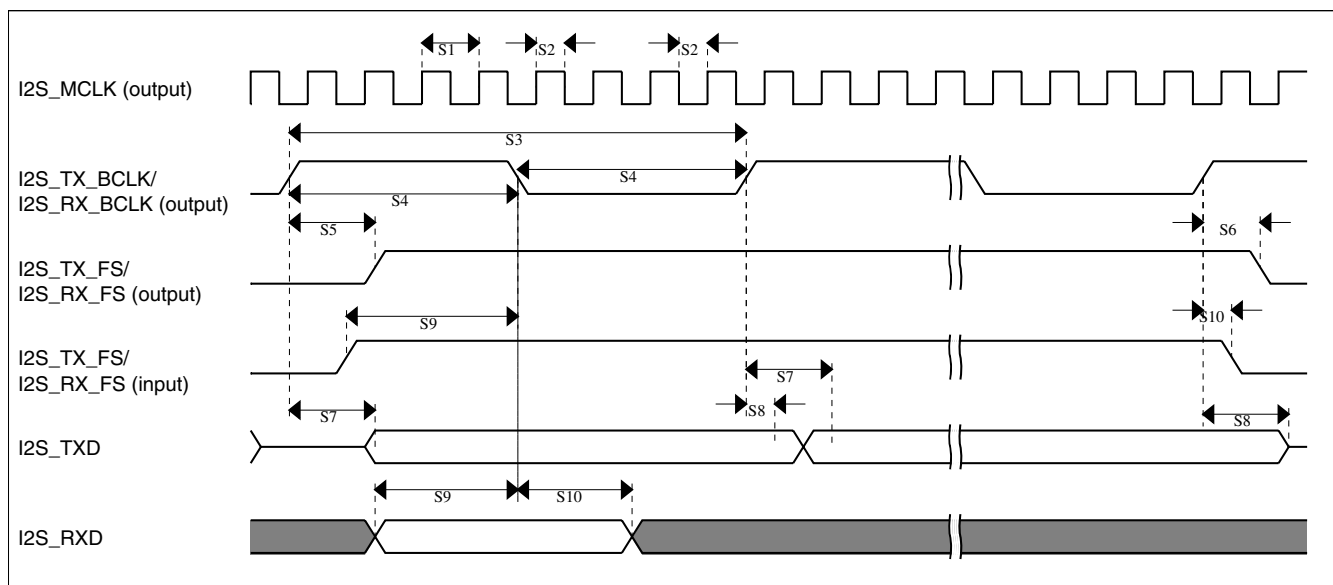 S1
S2
S2
I2S_MCLK (output)
S3
I2S_TX_BCLK/
I2S_RX_BCLK (output)
S4
S4
S5
S6
I2S_TX_FS/
I2S_RX_FS (output)
S9
S10
I2S_TX_FS/
I2S_RX_FS (input)
S7
S7
S8
S8
I2S_TXD
S9
S10
I2S_RXD